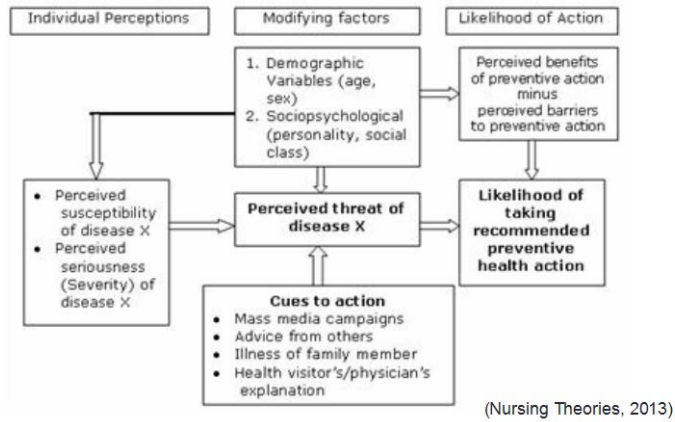 Individual Perceptions
Modifying factors
Likelihood of Action
1. Demographic
Variables (age,
sex)
2. Sociopsychological
(personality, social
class)
Perceived benefits
of preventive action
minus
perceived barriers
to preventive action
• Perceived
susceptibility
of disease X
• Perceived
seriousness
(Severity) of
disease X
Perceived threat of
disease X
Likelihood of
taking
recommended
preventive
health action
Cues to action
• Mass media campaigns
• Advice from others
• Illness of family member
• Health visitor's/physician's
explanation
(Nursing Theories, 2013)